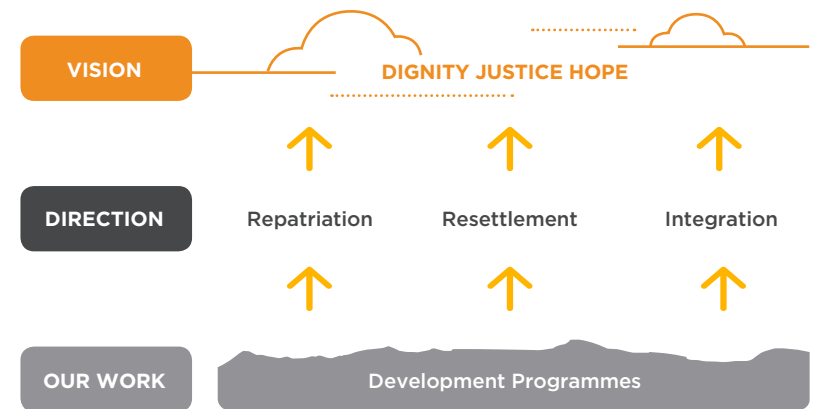 VISION
DIGNITY JUSTICE HOPE
DIRECTION
Repatriation
Resettlement
Integration
OUR WORK
Development Programmes